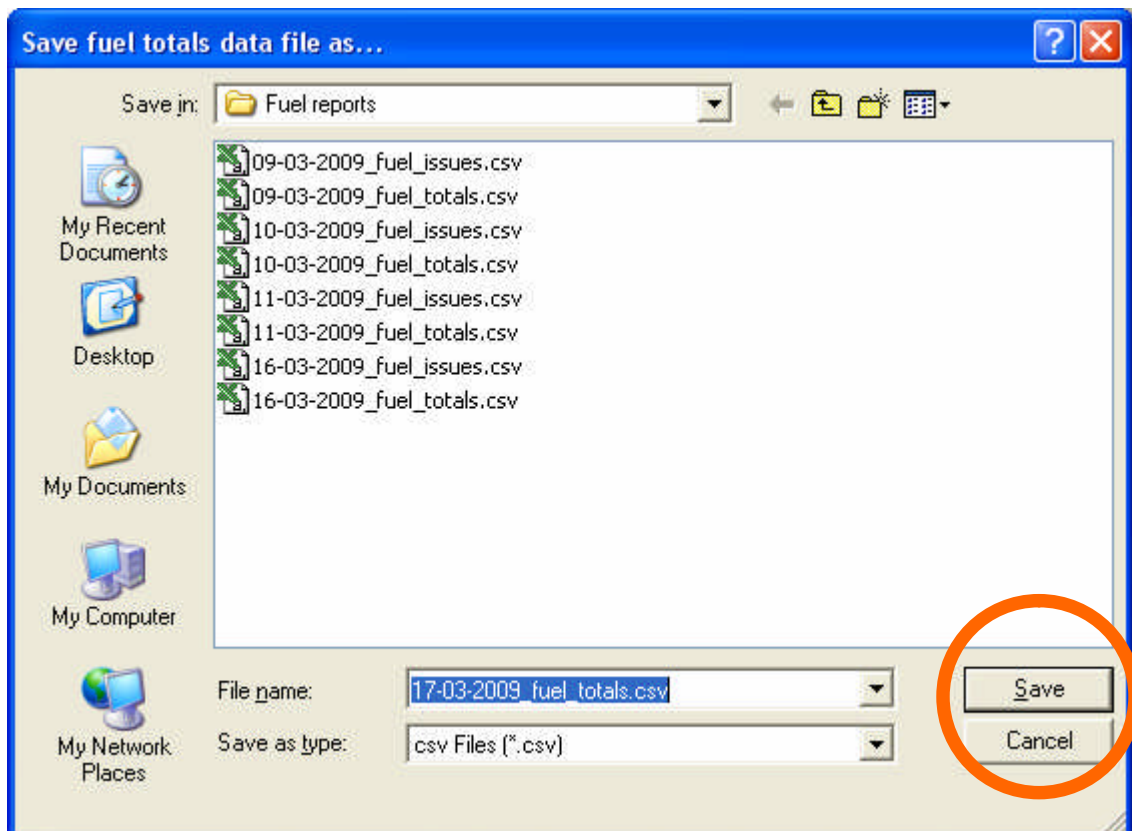 Save fuel totals data file as...
Save in: Fuel reports
09-03-2009_fuel_issues.csv
09-03-2009_fuel_totals.csv
10-03-2009_fuel_issues.csv
10-03-2009_fuel_totals.csv
11-03-2009_fuel_issues.csv
11-03-2009_fuel_totals.csv
16-03-2009_fuel_issues.csv
16-03-2009_fuel_totals.csv
My Recent
Documents
Desktop
My Documents
My Computer
My Network
Places
File name: 17-03-2009_fuel_totals.csv
Save
Save as type: csv Files (*.csv)
Cancel